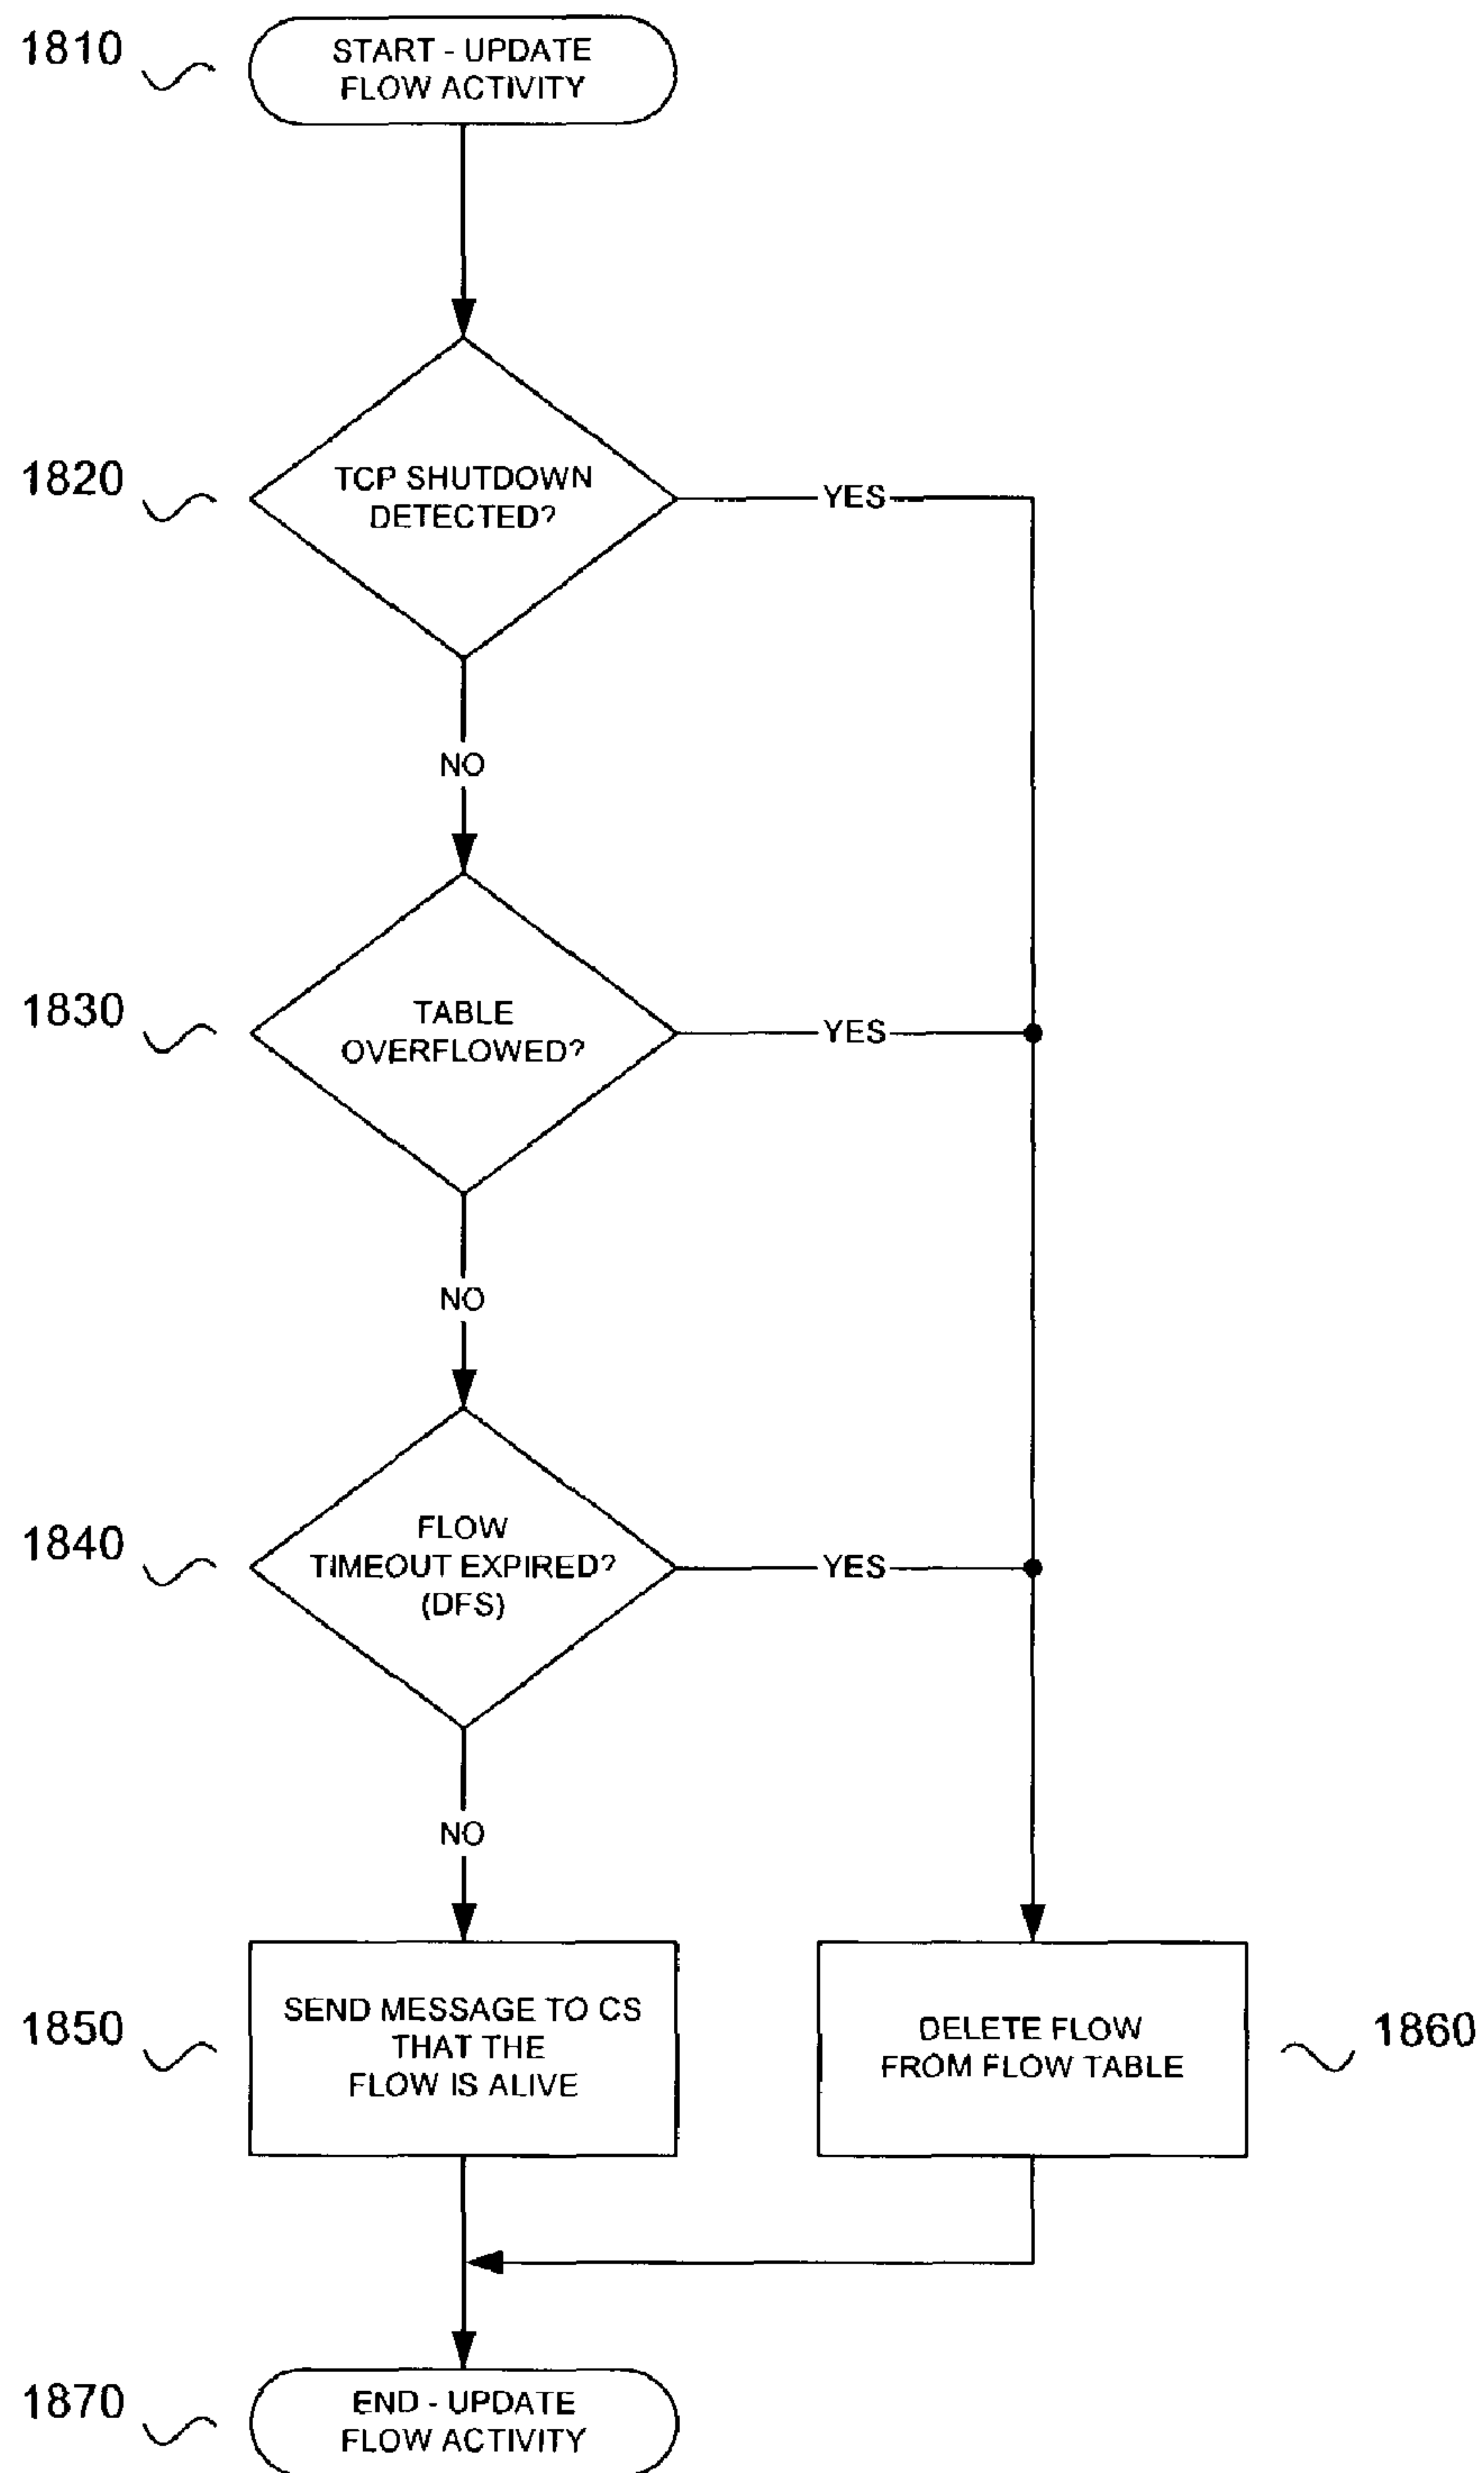 1810
START - UPDATE
FLOW ACTIVITY
1820
TCP SHUTDOWN
DETECTED?
YES
NO
1830
TABLE
OVERFLOWED?
YES
NO
1840
FLOW
TIMEOUT EXPIRED?
(DFS)
YES
NO
1850
SEND MESSAGE TO CS
THAT THE
FLOW IS ALIVE
DELETE FLOW
FROM FLOW TABLE
1860
1870
END - UPDATE
FLOW ACTIVITY